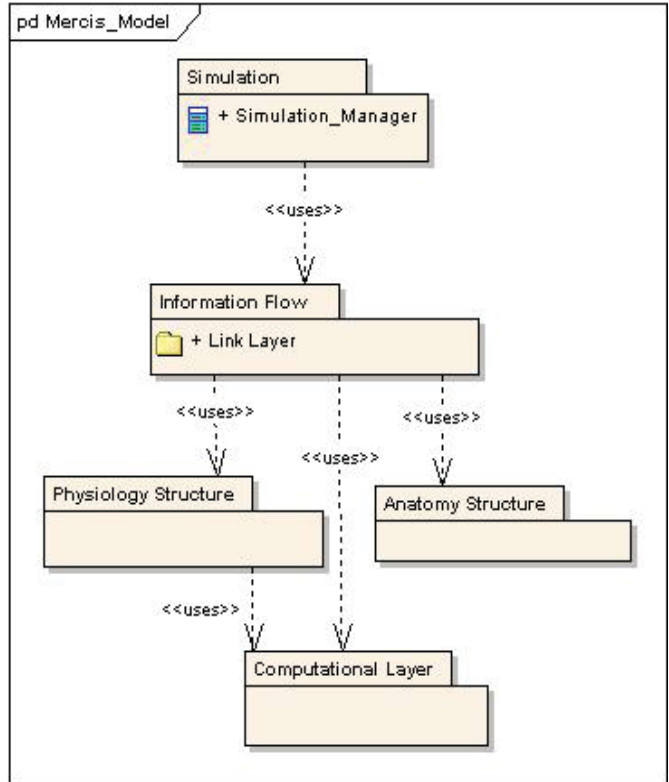 pd Mercis_Model
Simulation
+ Simulation_Manager
<<uses>>
Information Flow
+ Link Layer
<<uses>>
<<uses>>
<<uses>>
Physiology Structure
Anatomy Structure
<<uses>>
Computational Layer